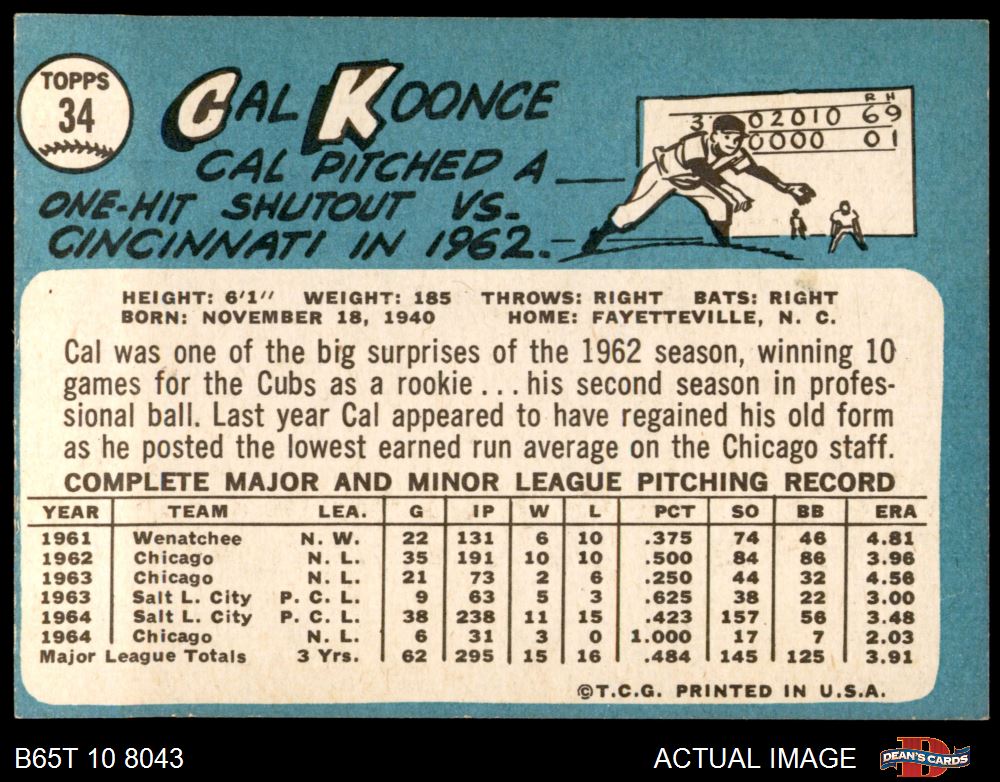 TOPPS
34
CAL KOONCE
CAL PITCHED A
ONE-HIT SHUTOUT VS.
CINCINNATI IN 1962.
R H
3 02010 69
0000 01
HEIGHT: 6'1" WEIGHT: 185 THROWS: RIGHT BATS: RIGHT
BORN: NOVEMBER 18, 1940 HOME: FAYETTEVILLE, N. C.
Cal was one of the big surprises of the 1962 season, winning 10
games for the Cubs as a rookie . . . his second season in profes-
sional ball. Last year Cal appeared to have regained his old form
as he posted the lowest earned run average on the Chicago staff.
COMPLETE MAJOR AND MINOR LEAGUE PITCHING RECORD
YEAR TEAM LEA. G IP W L PCT SO BB ERA
1961 Wenatchee N. W. 22 131 6 10 .375 74 46 4.81
1962 Chicago N. L. 35 191 10 10 .500 84 86 3.96
1963 Chicago N. L. 21 73 2 6 .250 44 32 4.56
1963 Salt L. City P. C. L. 9 63 5 3 .625 38 22 3.00
1964 Salt L. City P. C. L. 38 238 11 15 .423 157 56 3.48
1964 Chicago N. L. 6 31 3 0 1.000 17 7 2.03
Major League Totals 3 Yrs. 62 295 15 16 .484 145 125 3.91
©T.C.G. PRINTED IN U.S.A.
B65T 10 8043 ACTUAL IMAGE DEAN'S CARDS